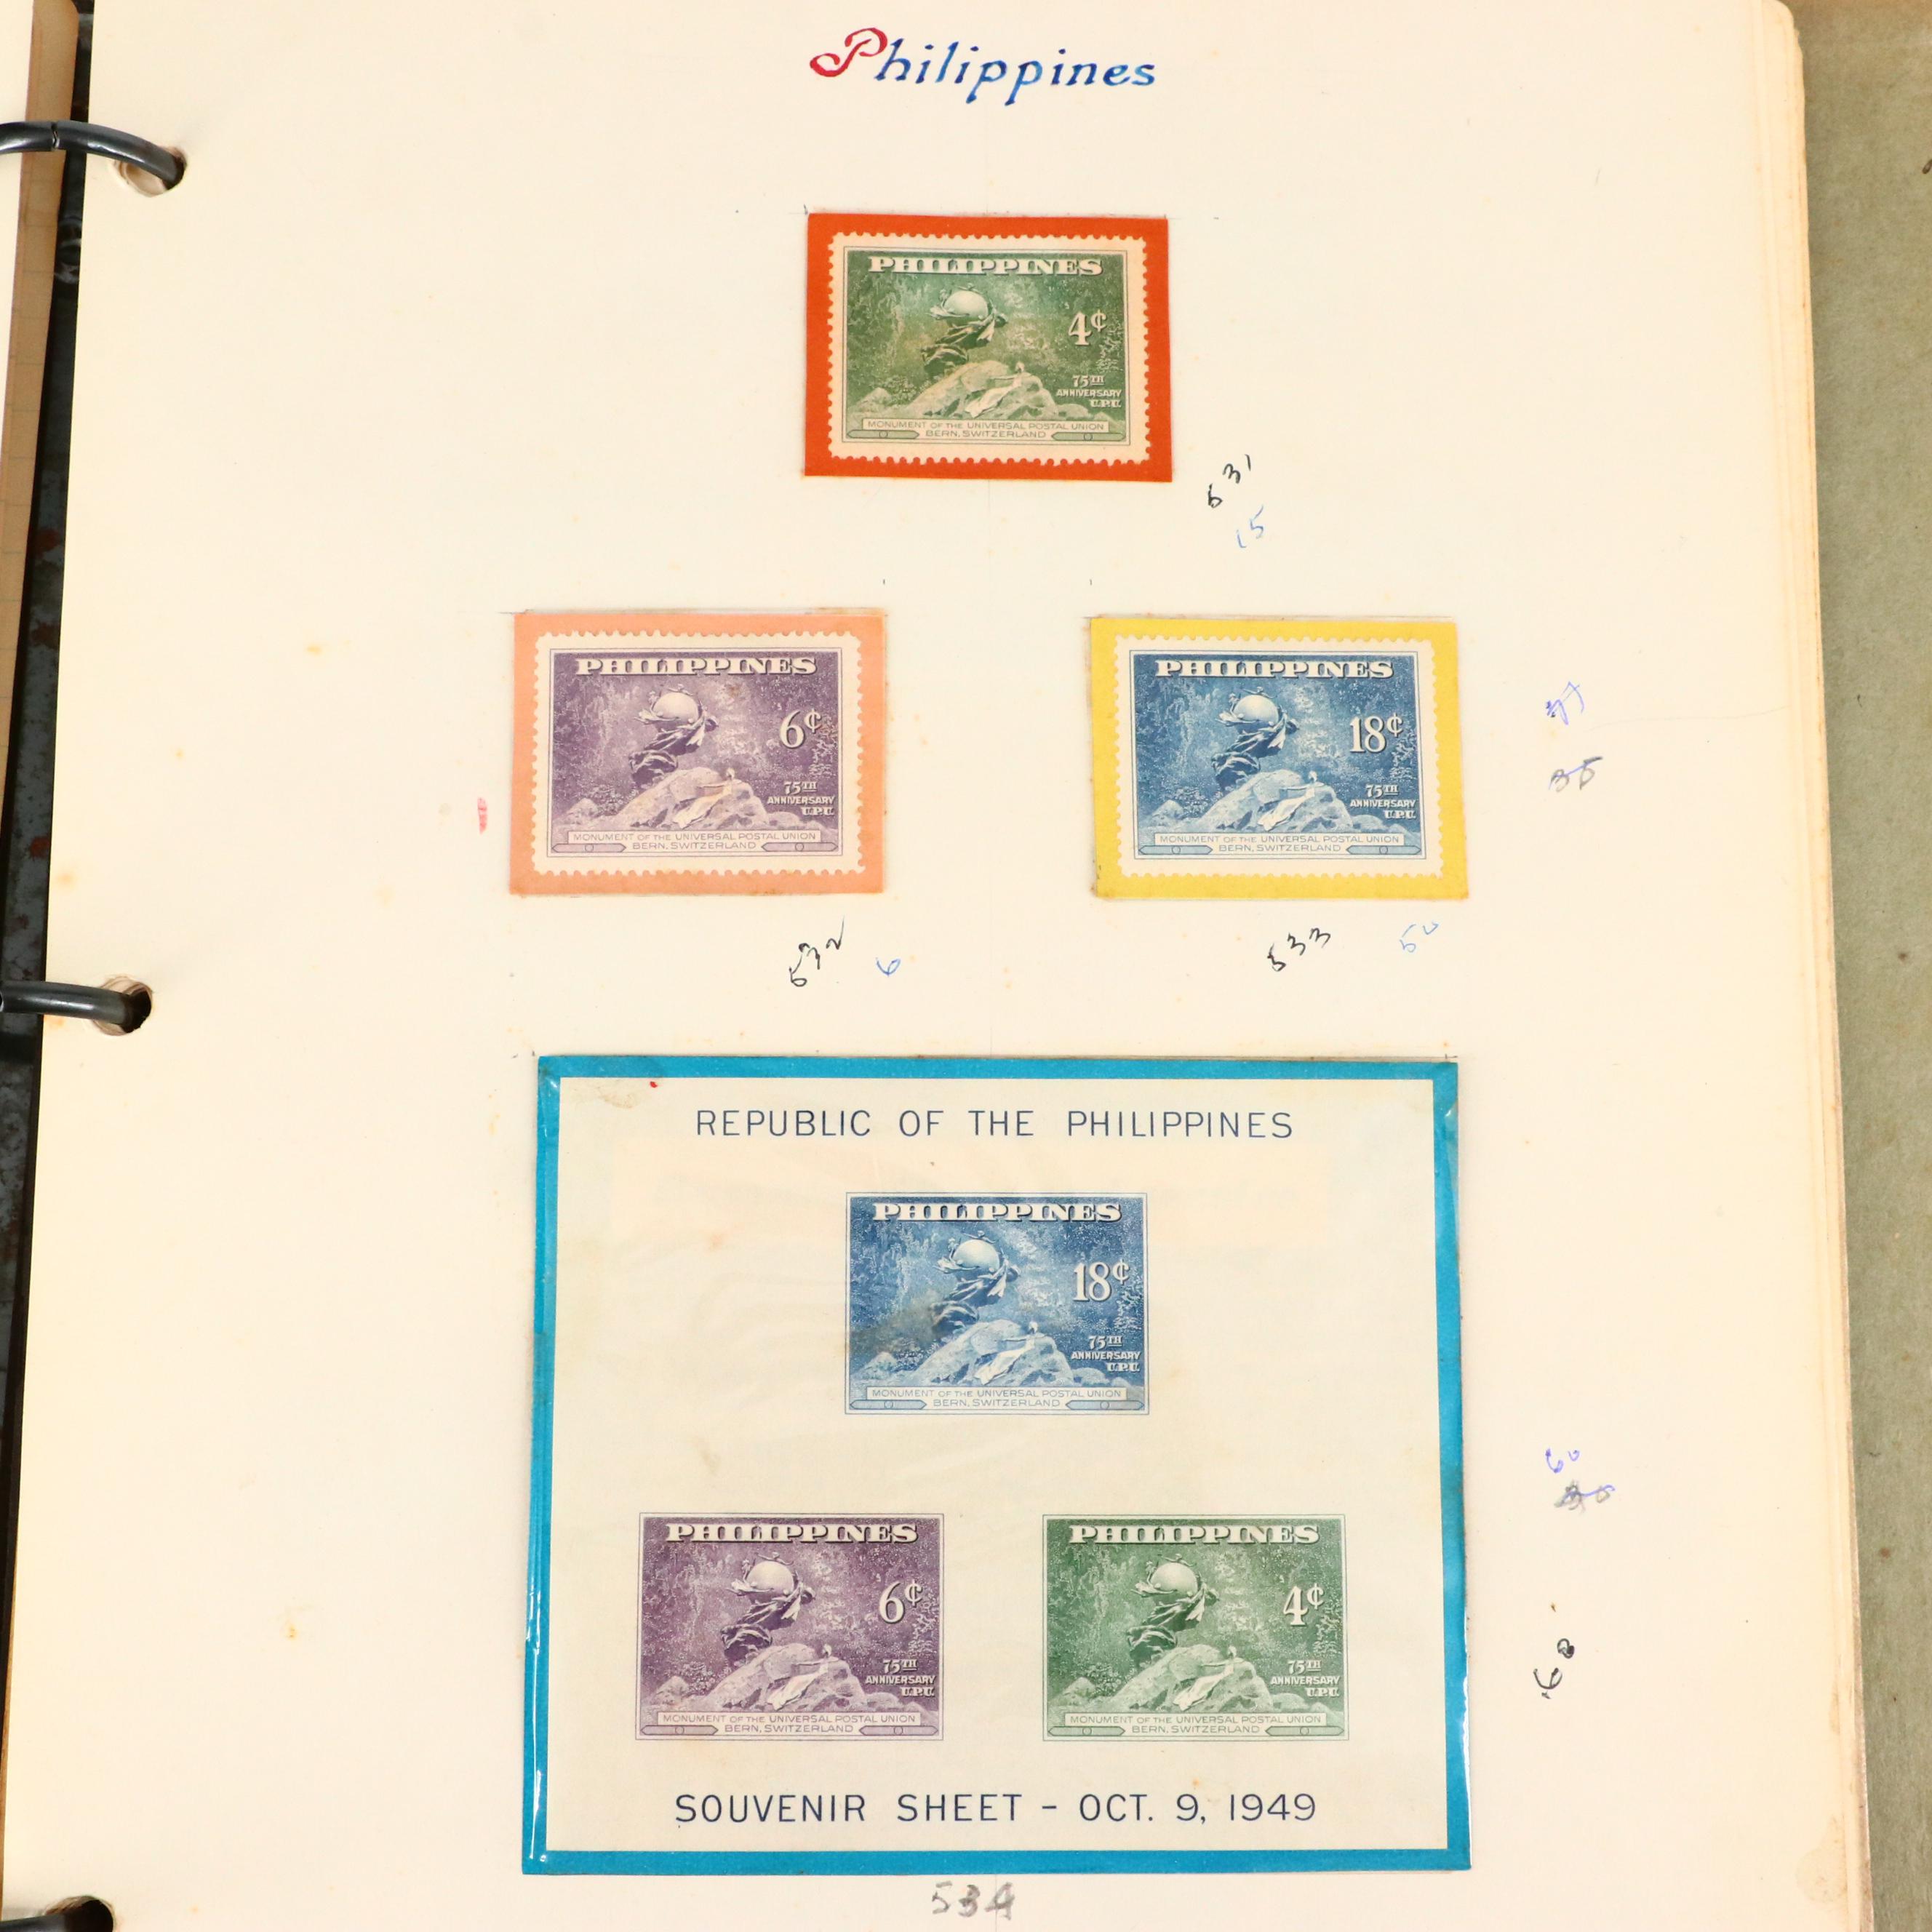 Philippines
PHILIPPINES
4¢
75TH
ANNIVERSARY
U.P.U.
MONUMENT OF THE UNIVERSAL POSTAL UNION
BERN, SWITZERLAND
531
15
PHILIPPINES
6¢
75TH
ANNIVERSARY
U.P.U.
MONUMENT OF THE UNIVERSAL POSTAL UNION
BERN, SWITZERLAND
532
6
PHILIPPINES
18¢
75TH
ANNIVERSARY
U.P.U.
MONUMENT OF THE UNIVERSAL POSTAL UNION
BERN, SWITZERLAND
533
50
35
REPUBLIC OF THE PHILIPPINES
PHILIPPINES
18¢
75TH
ANNIVERSARY
U.P.U.
MONUMENT OF THE UNIVERSAL POSTAL UNION
BERN, SWITZERLAND
PHILIPPINES
6¢
75TH
ANNIVERSARY
U.P.U.
MONUMENT OF THE UNIVERSAL POSTAL UNION
BERN, SWITZERLAND
PHILIPPINES
4¢
75TH
ANNIVERSARY
U.P.U.
MONUMENT OF THE UNIVERSAL POSTAL UNION
BERN, SWITZERLAND
SOUVENIR SHEET - OCT. 9, 1949
60
.60
534